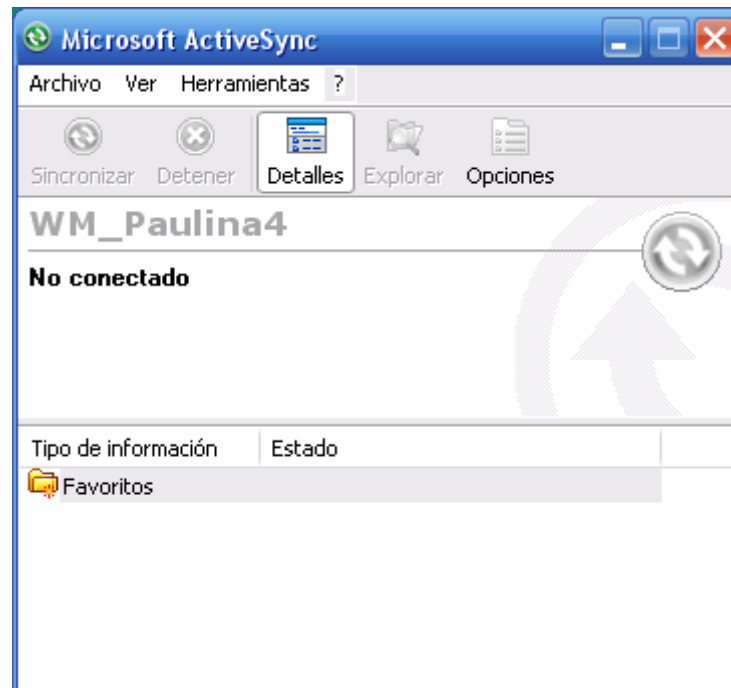 Microsoft ActiveSync
Archivo Ver Herramientas ?
Sincronizar Detener Detalles Explorar Opciones
WM_Paulina4
No conectado
Tipo de información Estado
Favoritos